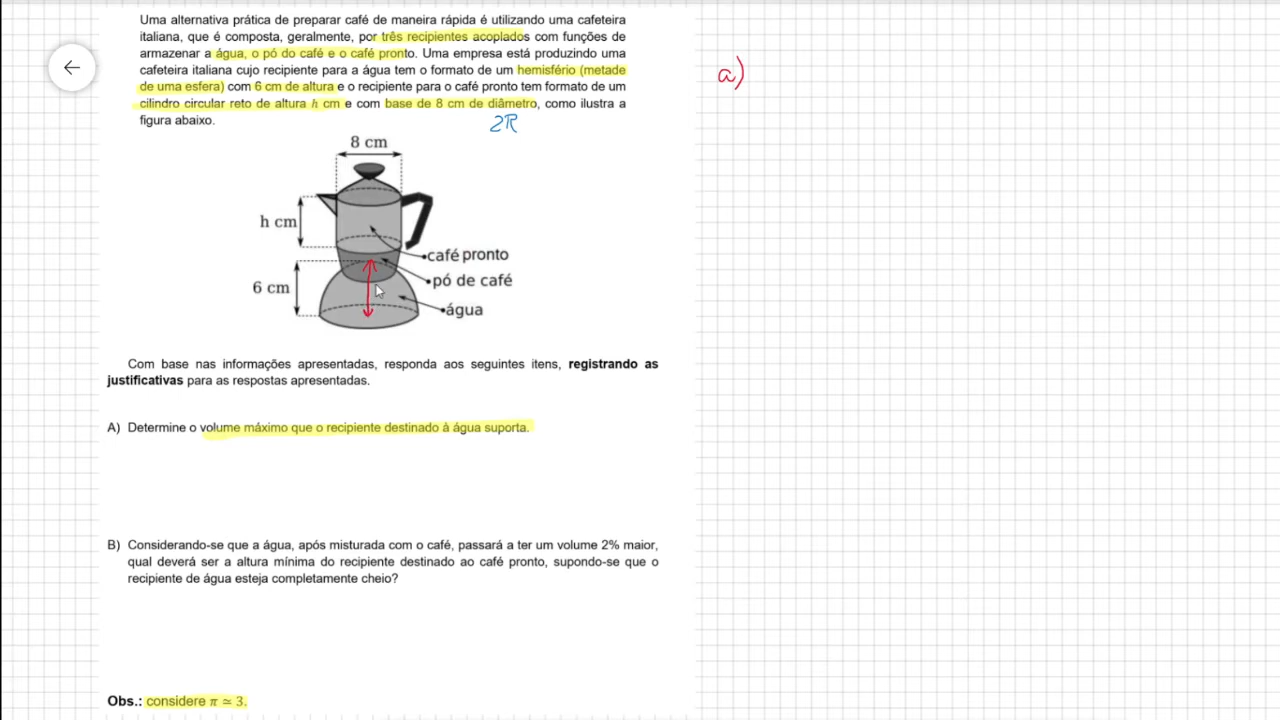 Uma alternativa prática de preparar café de maneira rápida é utilizando uma cafeteira
italiana, que é composta, geralmente, por três recipientes acoplados com funções de
armazenar a água, o pó do café e o café pronto. Uma empresa está produzindo uma
cafeteira italiana cujo recipiente para a água tem o formato de um hemisfério (metade
de uma esfera) com 6 cm de altura e o recipiente para o café pronto tem formato de um
cilindro circular reto de altura h cm e com base de 8 cm de diâmetro, como ilustra a
figura abaixo.
2R
a)
8 cm
h cm
café pronto
6 cm
pó de café
água
Com base nas informações apresentadas, responda aos seguintes itens, registrando as
justificativas para as respostas apresentadas.
A) Determine o volume máximo que o recipiente destinado à água suporta.
B) Considerando-se que a água, após misturada com o café, passará a ter um volume 2% maior,
qual deverá ser a altura mínima do recipiente destinado ao café pronto, supondo-se que o
recipiente de água esteja completamente cheio?
Obs.: considere π ≃ 3.